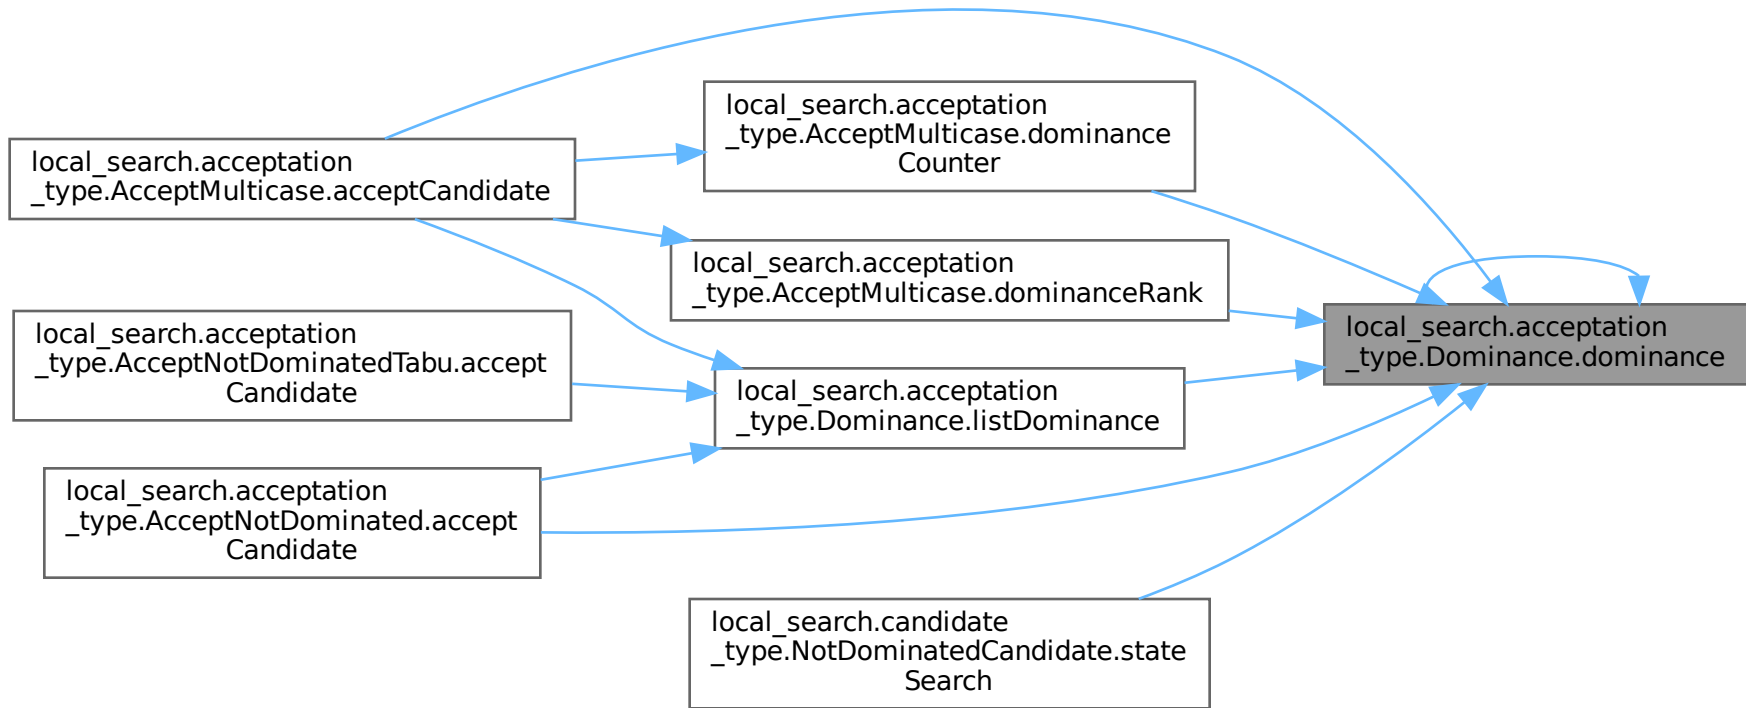 local_search.acceptation
_type.AcceptMulticase.acceptCandidate
local_search.acceptation
_type.AcceptNotDominatedTabu.accept
Candidate
local_search.acceptation
_type.AcceptNotDominated.accept
Candidate
local_search.acceptation
_type.AcceptMulticase.dominance
Counter
local_search.acceptation
_type.AcceptMulticase.dominanceRank
local_search.acceptation
_type.Dominance.listDominance
local_search.candidate
_type.NotDominatedCandidate.state
Search
local_search.acceptation
_type.Dominance.dominance